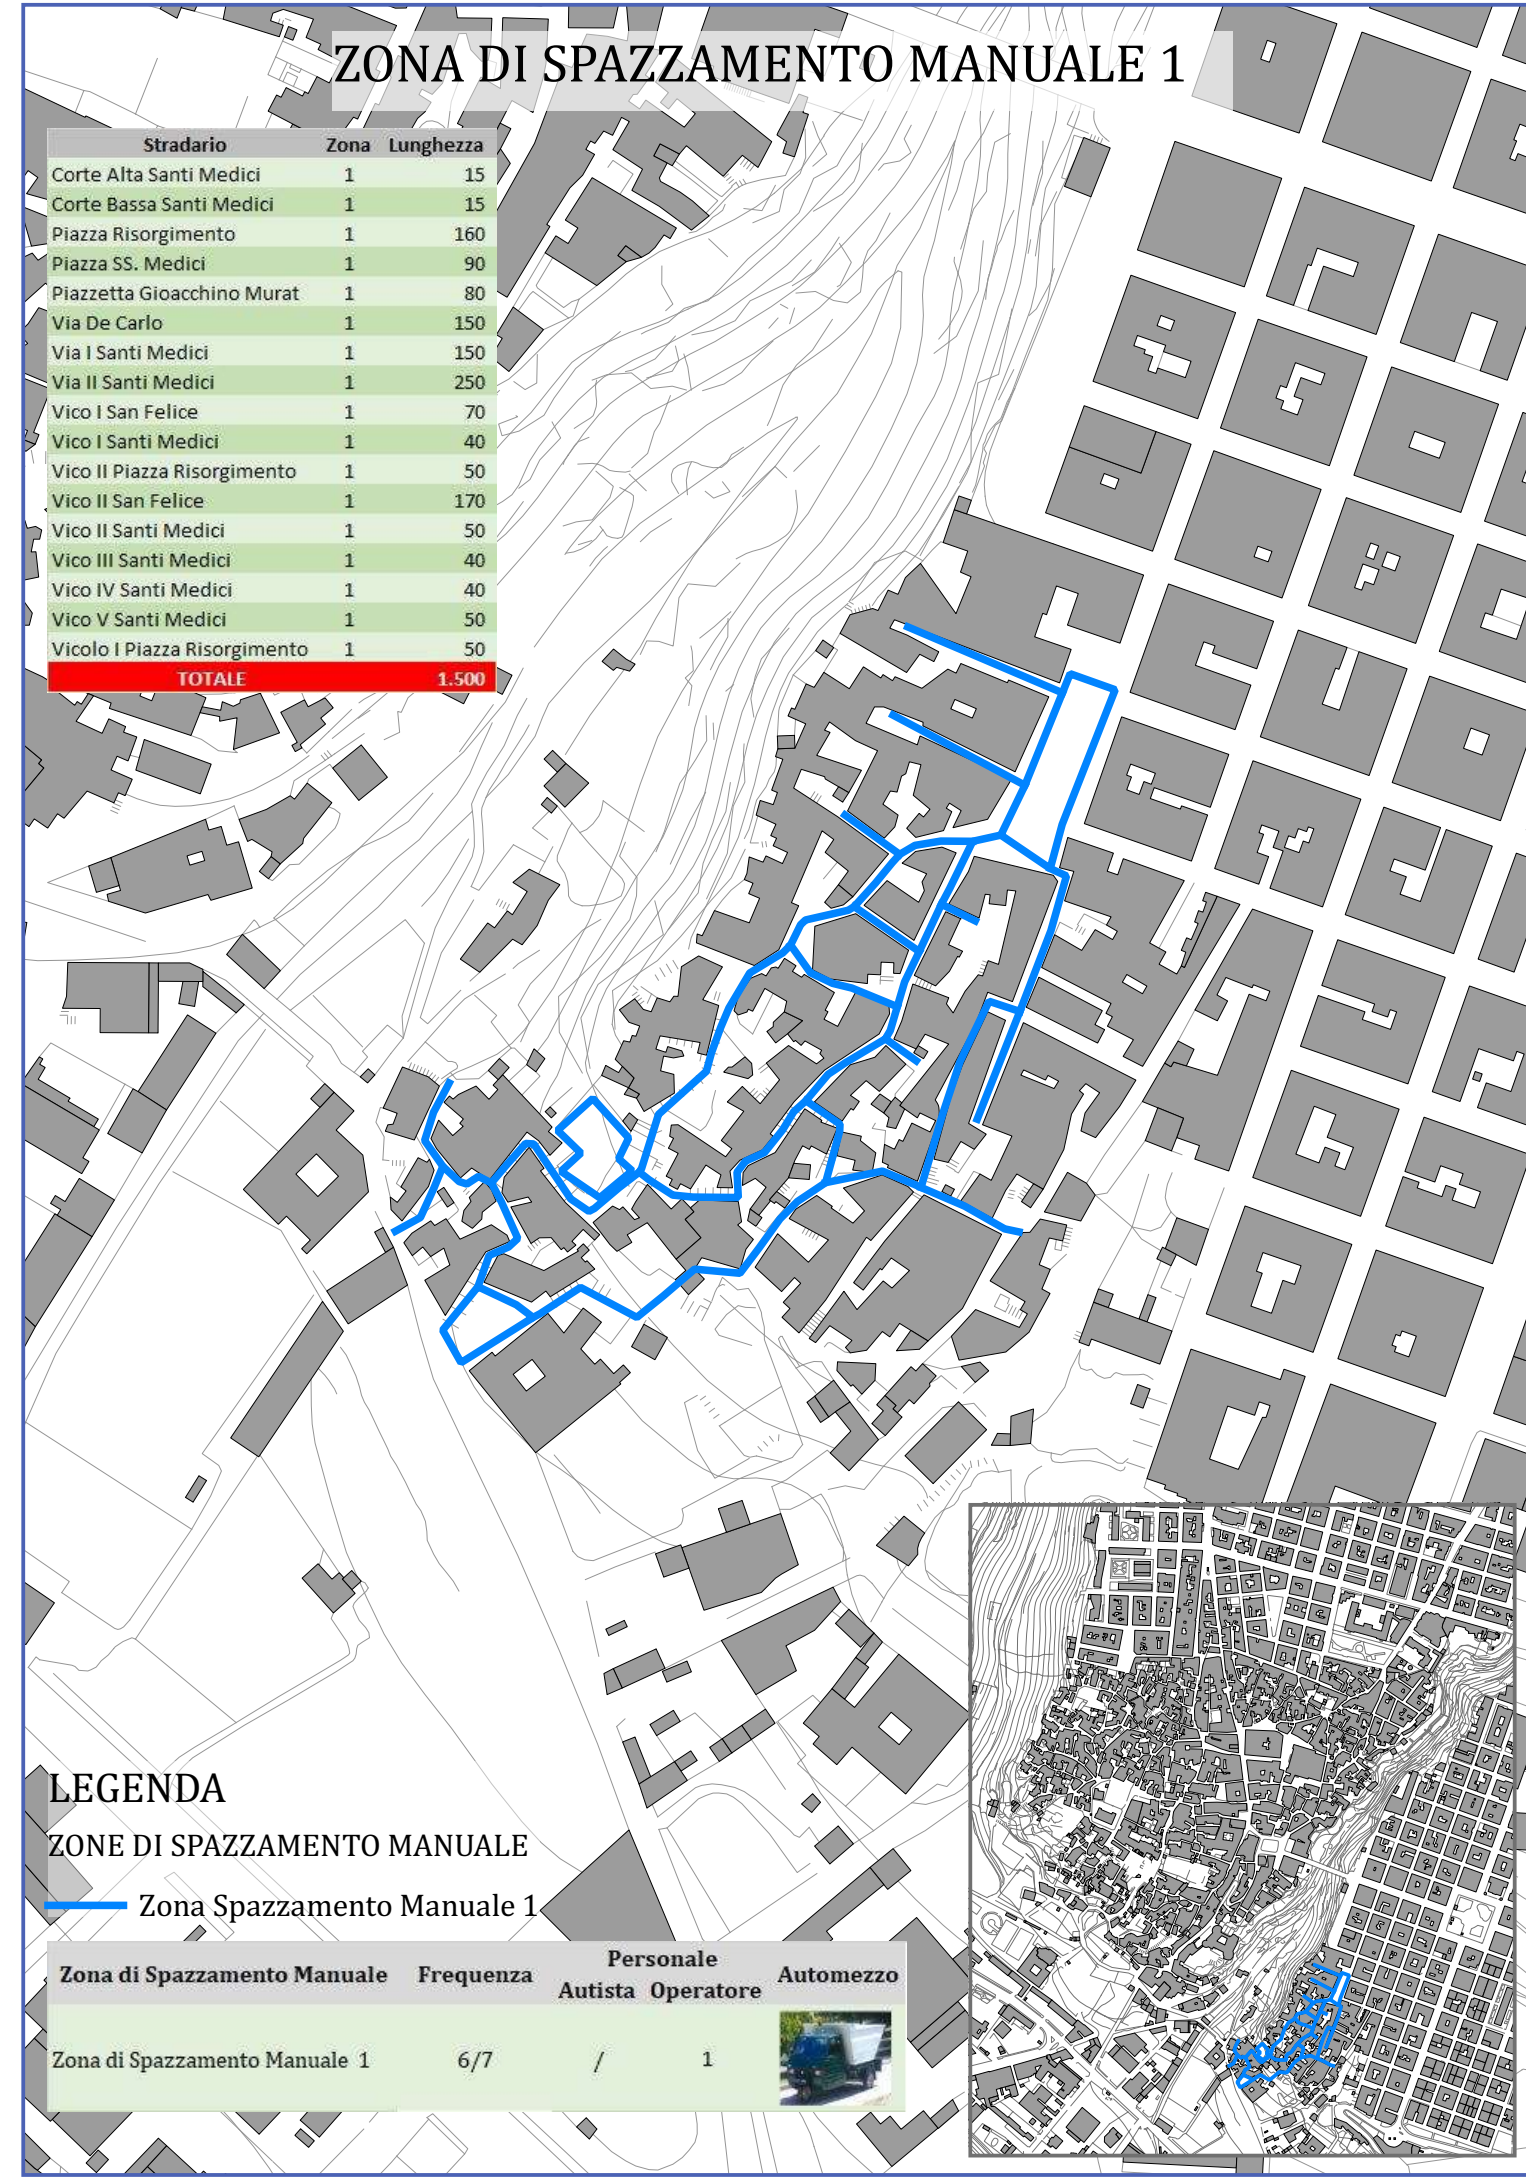 ZONA DI SPAZZAMENTO MANUALE 1
Stradario Zona Lunghezza
Corte Alta Santi Medici 1 15
Corte Bassa Santi Medici 1 15
Piazza Risorgimento 1 160
Piazza SS. Medici 1 90
Piazzetta Gioacchino Murat 1 80
Via De Carlo 1 150
Via I Santi Medici 1 150
Via II Santi Medici 1 250
Vico I San Felice 1 70
Vico I Santi Medici 1 40
Vico II Piazza Risorgimento 1 50
Vico II San Felice 1 170
Vico II Santi Medici 1 50
Vico III Santi Medici 1 40
Vico IV Santi Medici 1 40
Vico V Santi Medici 1 50
Vicolo I Piazza Risorgimento 1 50
TOTALE 1.500
LEGENDA
ZONE DI SPAZZAMENTO MANUALE
Zona Spazzamento Manuale 1
Zona di Spazzamento Manuale Frequenza Personale Automezzo
Autista Operatore
Zona di Spazzamento Manuale 1 6/7 / 1